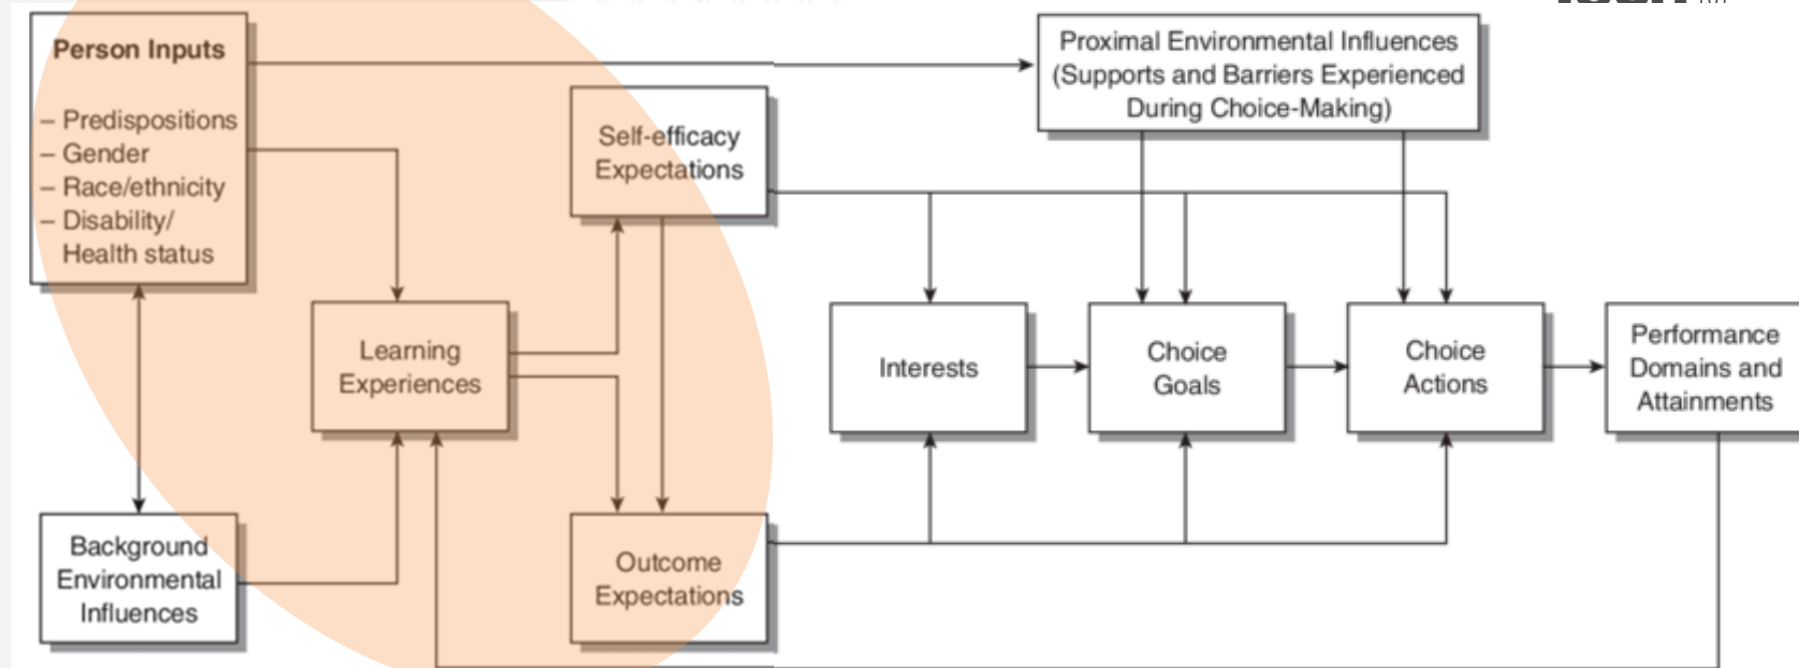 Person Inputs
– Predispositions
– Gender
– Race/ethnicity
– Disability/
Health status
Proximal Environmental Influences
(Supports and Barriers Experienced
During Choice-Making)
Self-efficacy
Expectations
Learning
Experiences
Interests
Choice
Goals
Choice
Actions
Performance
Domains and
Attainments
Background
Environmental
Influences
Outcome
Expectations